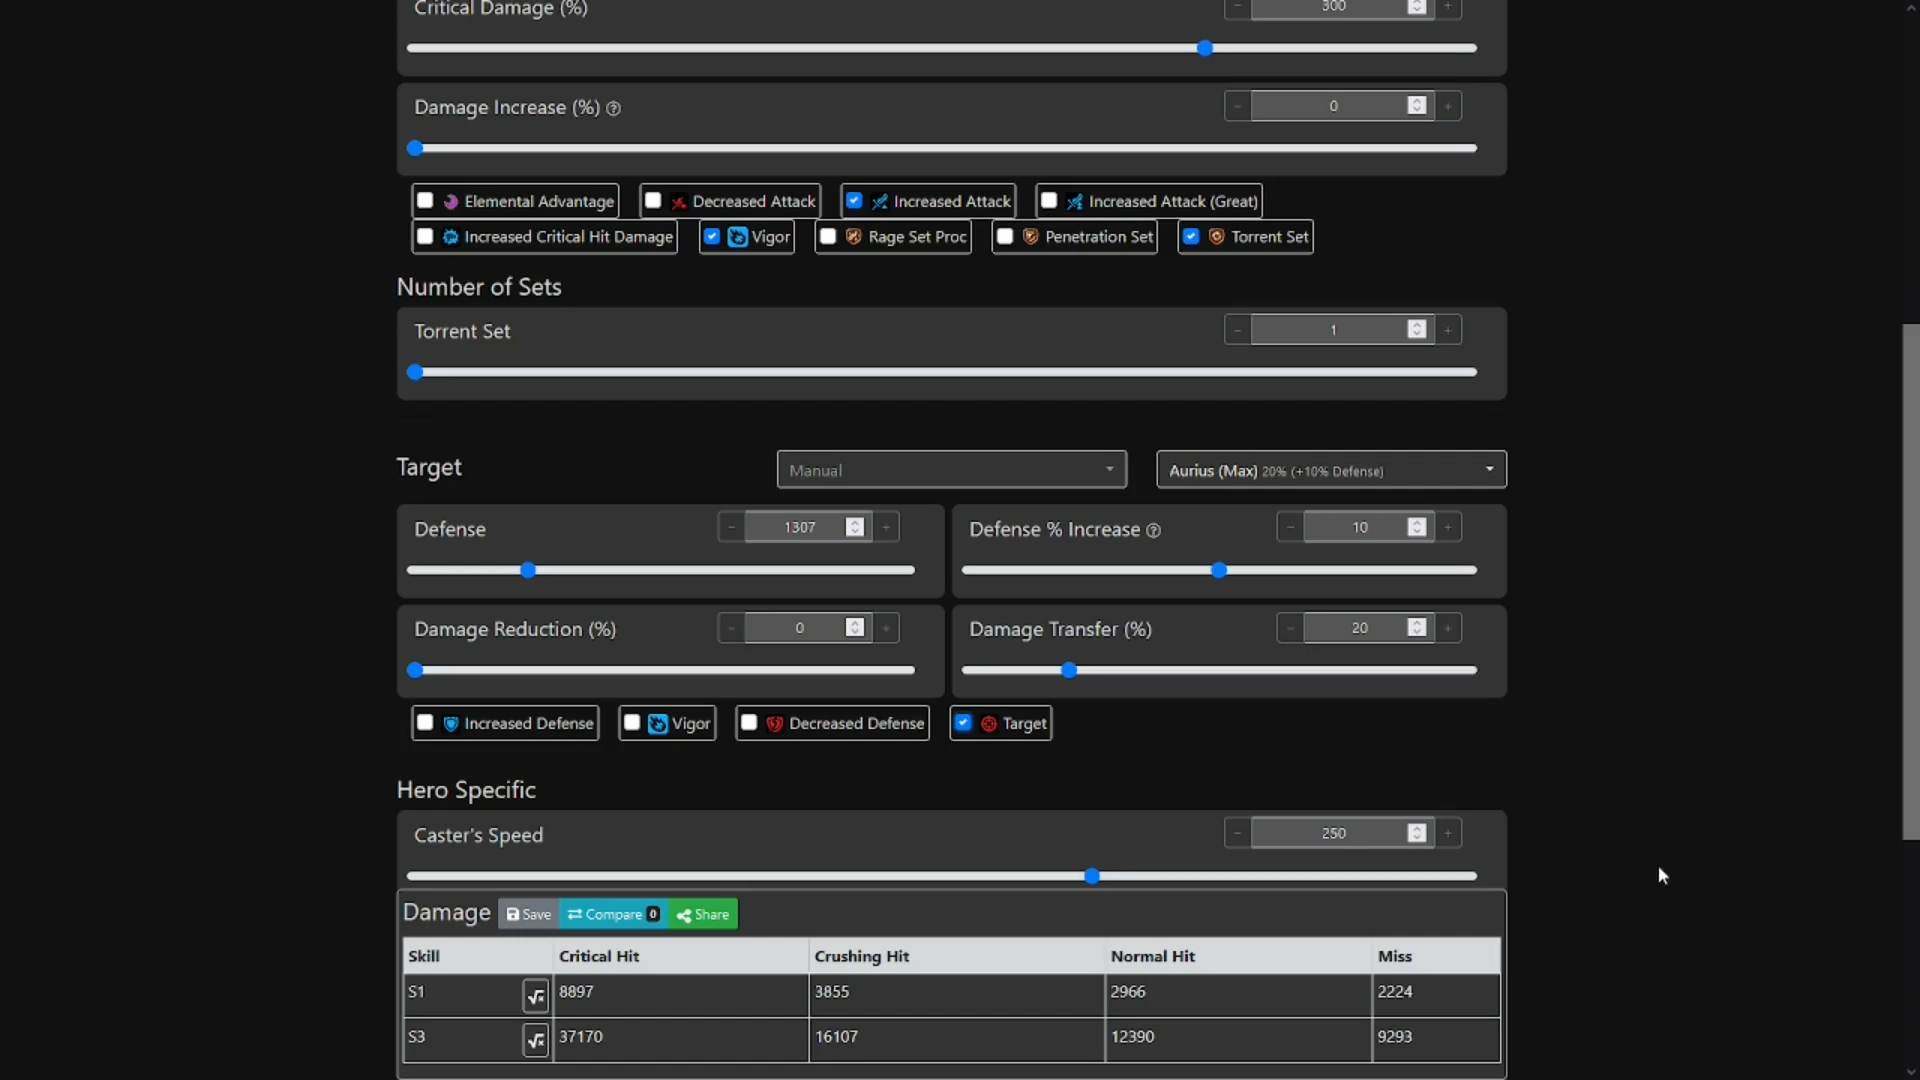 Critical Damage (%) - 300 +
Damage Increase (%) ? - 0 +
Elemental Advantage Decreased Attack Increased Attack Increased Attack (Great)
Increased Critical Hit Damage Vigor Rage Set Proc Penetration Set Torrent Set
Number of Sets
Torrent Set - 1 +
Target Manual Aurius (Max) 20% (+10% Defense)
Defense - 1307 + Defense % Increase ? - 10 +
Damage Reduction (%) - 0 + Damage Transfer (%) - 20 +
Increased Defense Vigor Decreased Defense Target
Hero Specific
Caster's Speed - 250 +
Damage Save Compare 0 Share
Skill Critical Hit Crushing Hit Normal Hit Miss
S1 8897 3855 2966 2224
S3 37170 16107 12390 9293